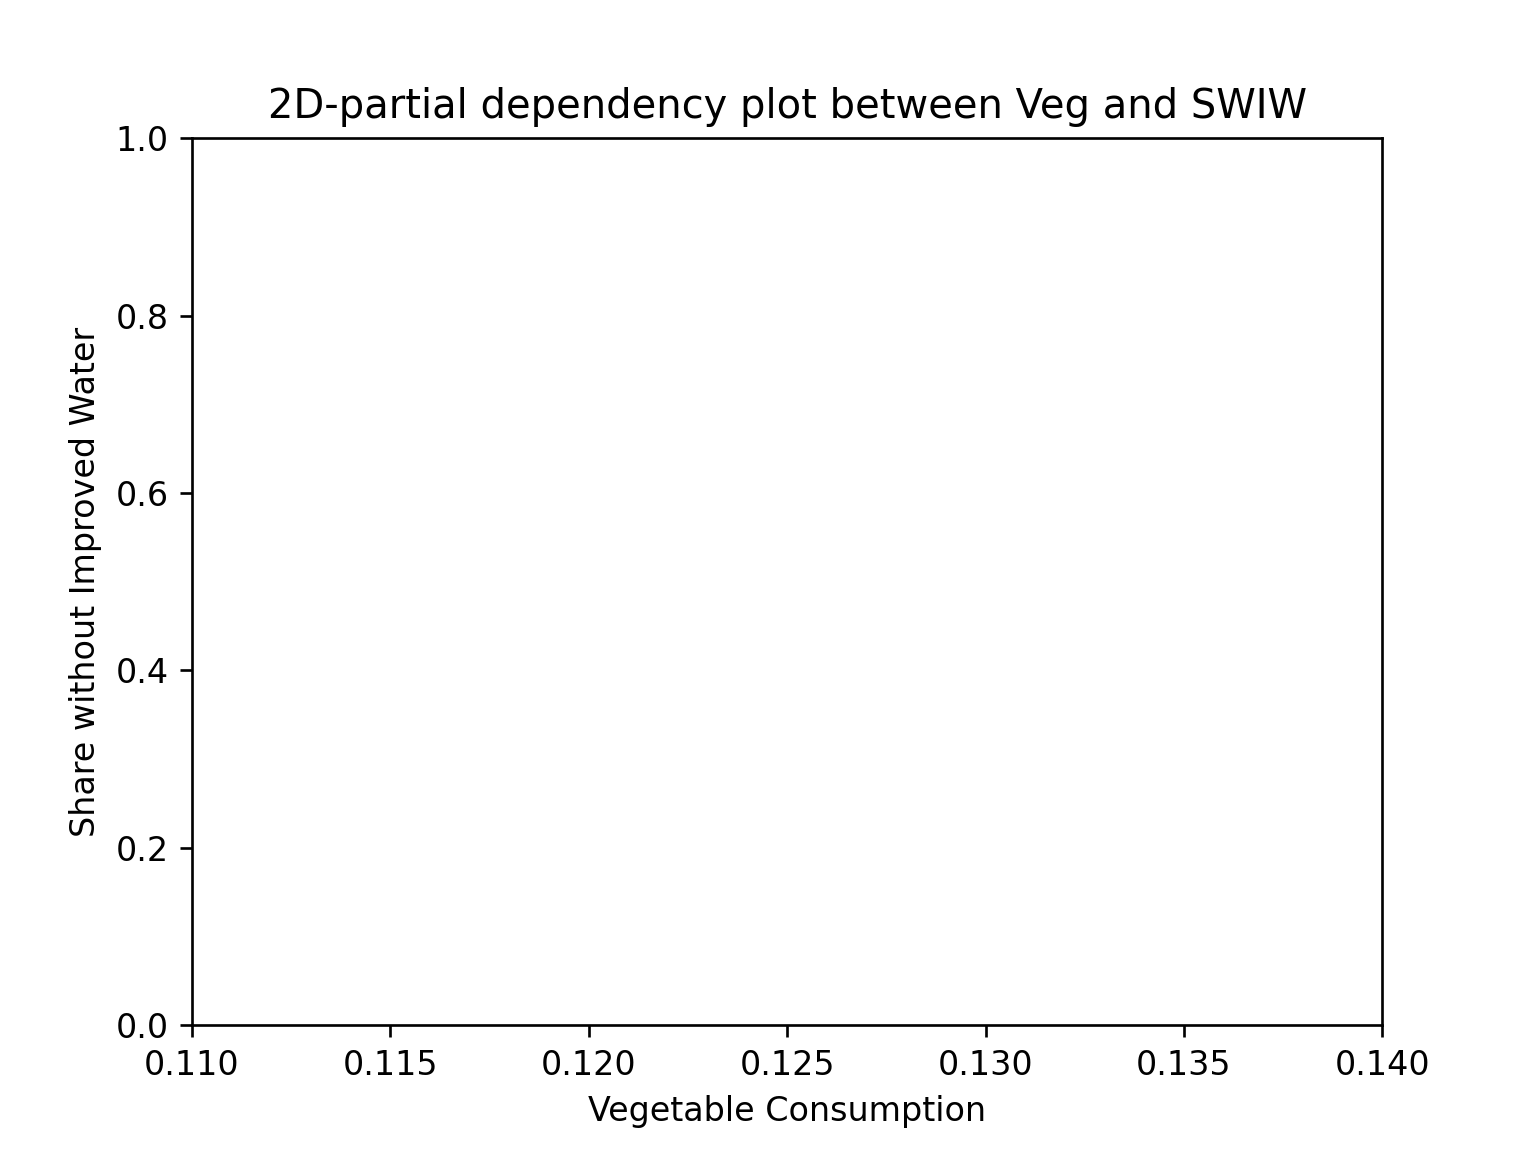 2D-partial dependency plot between Veg and SWIW
1.0
0.8
0.6
0.4
0.2
0.0
Share without Improved Water
0.110 0.115 0.120 0.125 0.130 0.135 0.140
Vegetable Consumption